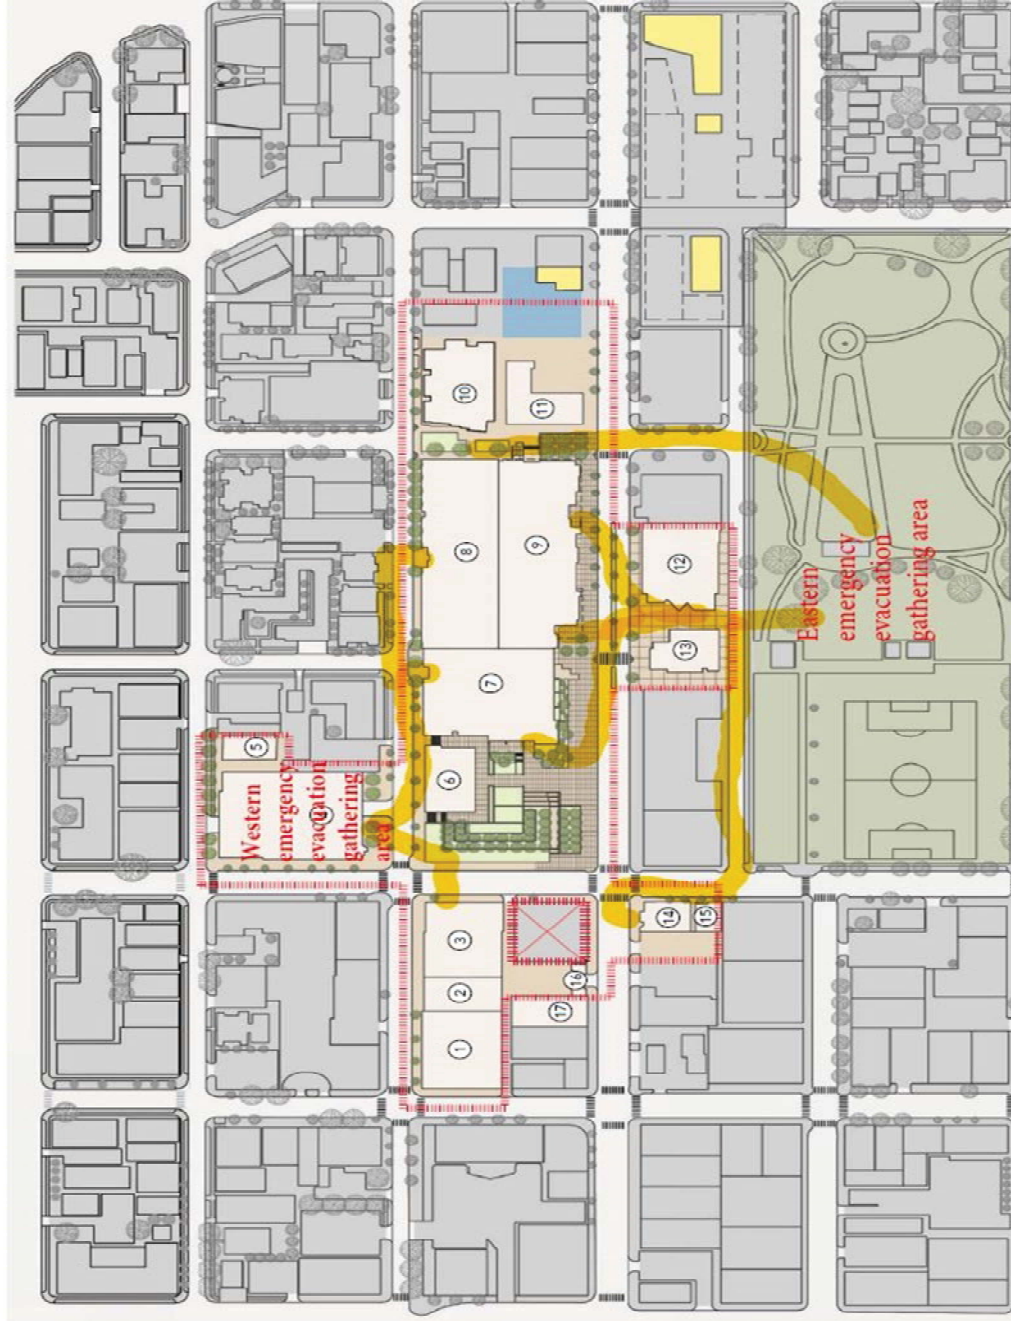 10
11
8
9
12
Eastern
emergency
evacuation
gathering area
13
7
5
6
Western
emergency
evacuation
gathering
area
3
14
15
2
16
17
1